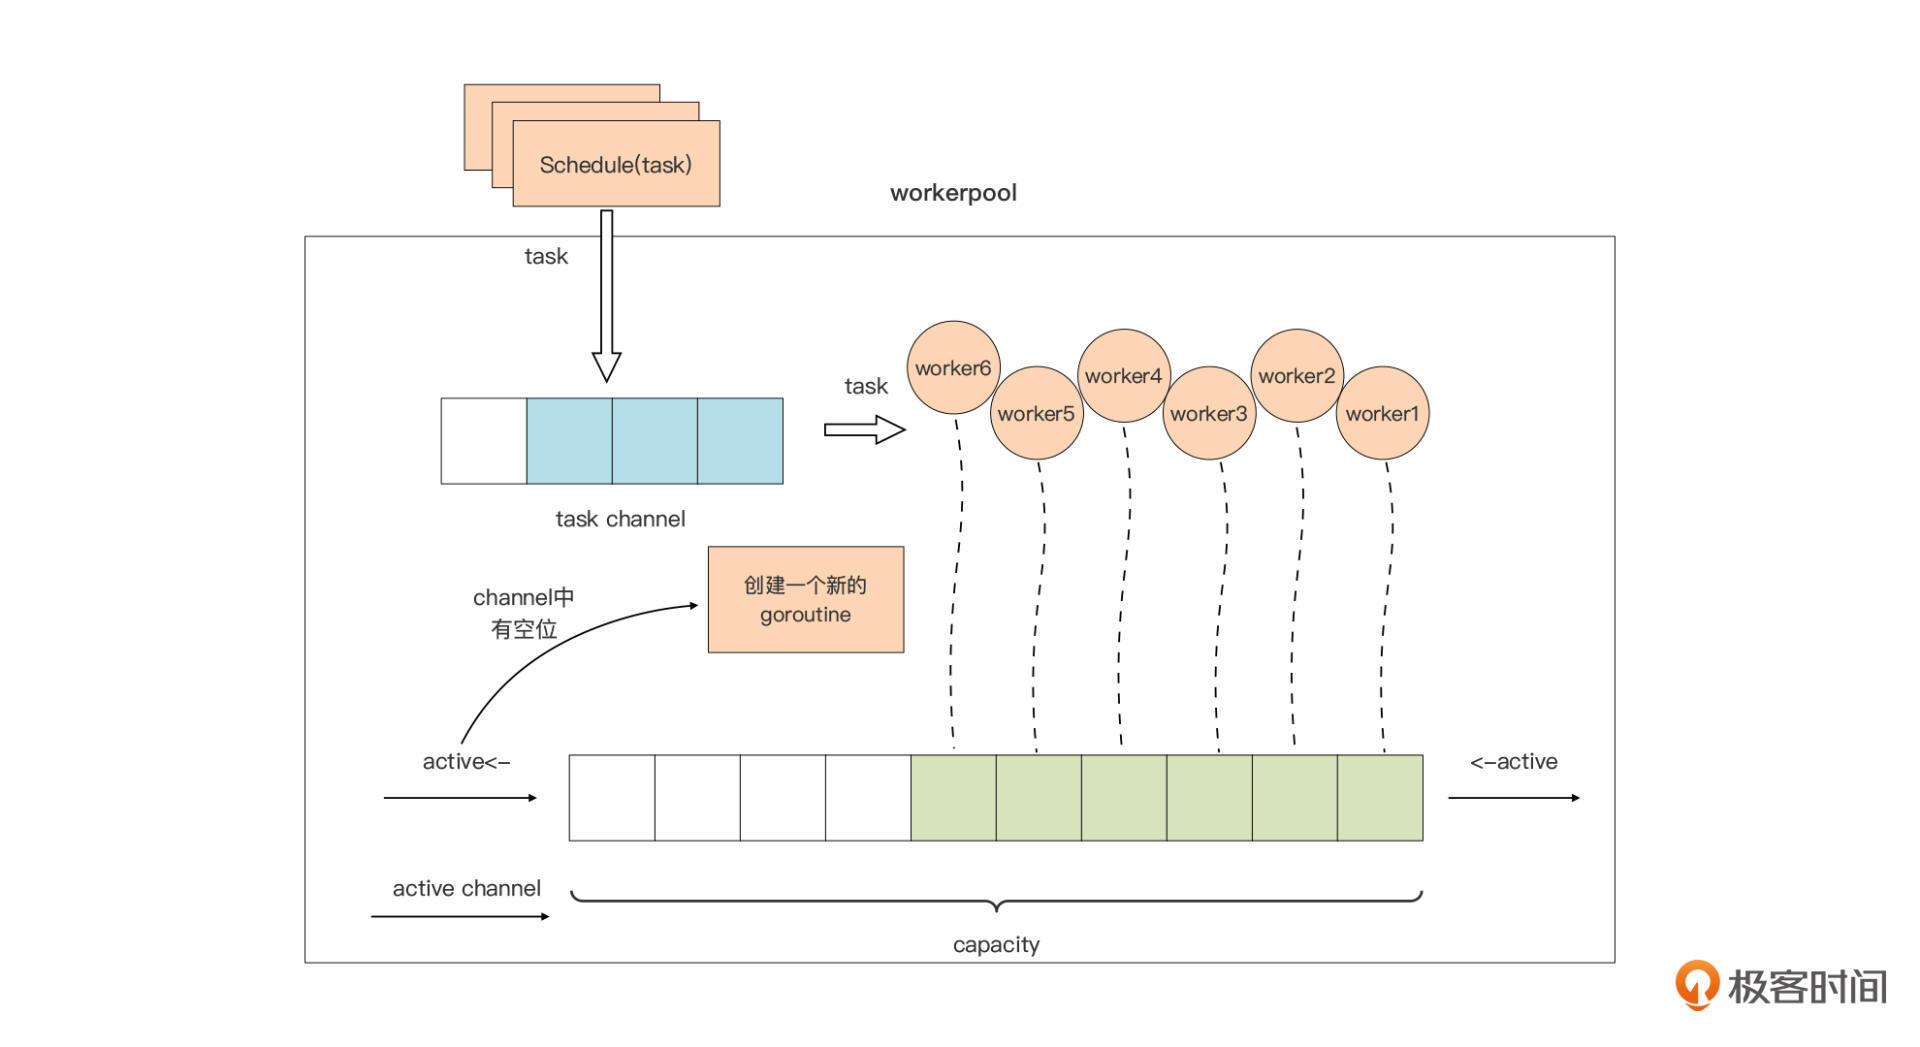 Schedule(task)
workerpool
task
task
worker6
worker5
worker4
worker3
worker2
worker1
task channel
channel中
有空位
创建一个新的
goroutine
active<-
<-active
active channel
capacity
极客时间